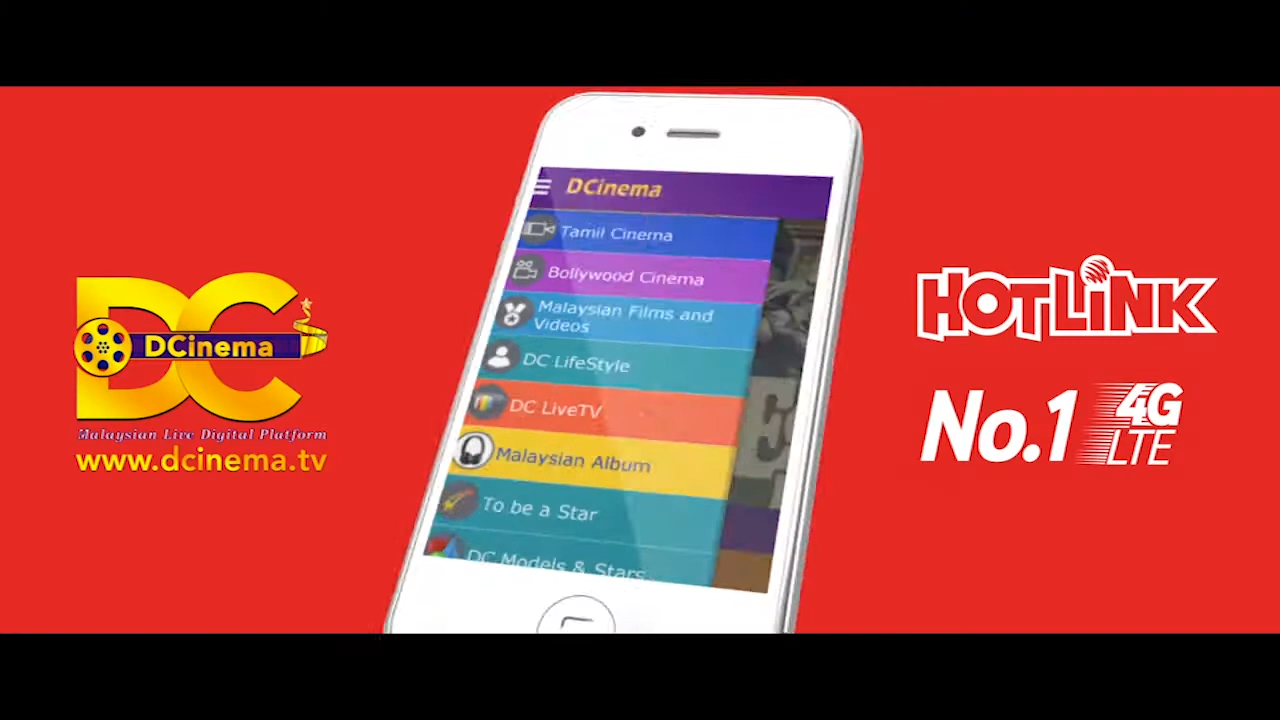 DCinema
Tamil Cinema
Bollywood Cinema
Malaysian Films and
Videos
DC LifeStyle
DC LiveTV
Malaysian Album
To be a Star
DC Models & Stars
DC
DCinema
Malaysian Live Digital Platform
www.dcinema.tv
HOTLiNK
No.1 4G
LTE